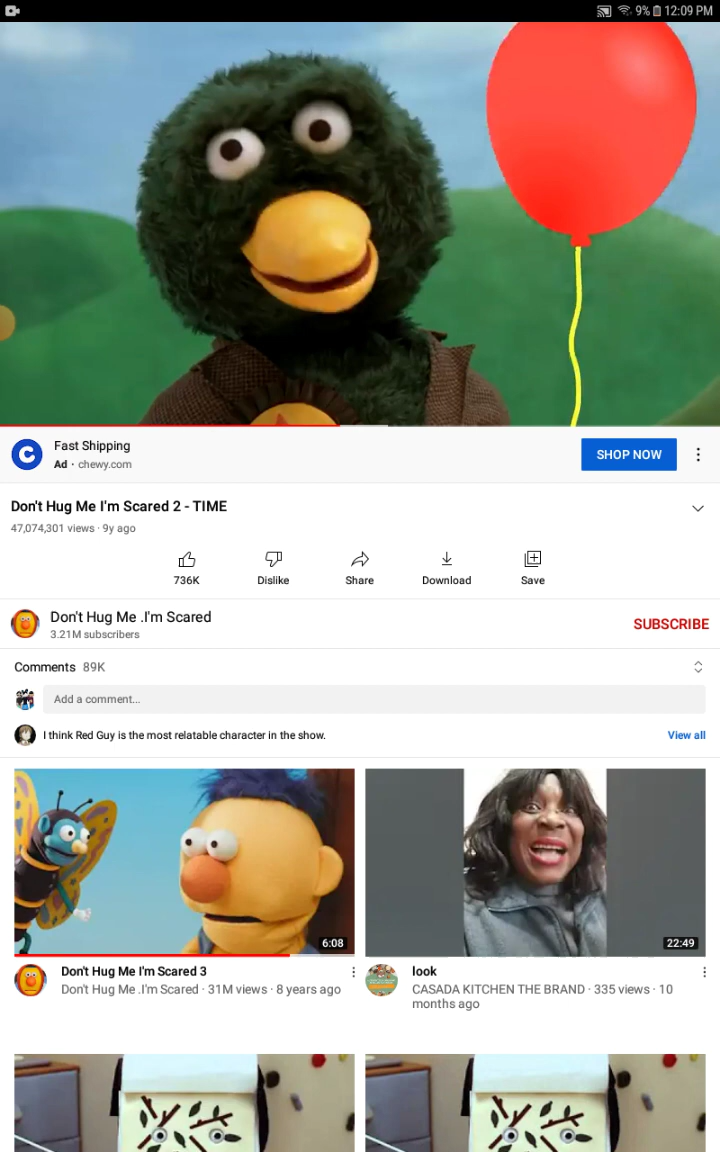 9% 12:09 PM
C
Fast Shipping
Ad · chewy.com
SHOP NOW
Don't Hug Me I'm Scared 2 - TIME
47,074,301 views · 9y ago
736K
Dislike
Share
Download
Save
Don't Hug Me .I'm Scared
3.21M subscribers
SUBSCRIBE
Comments 89K
Add a comment...
I think Red Guy is the most relatable character in the show.
View all
6:08
22:49
Don't Hug Me I'm Scared 3
Don't Hug Me .I'm Scared · 31M views · 8 years ago
look
CASADA KITCHEN THE BRAND · 335 views · 10
months ago